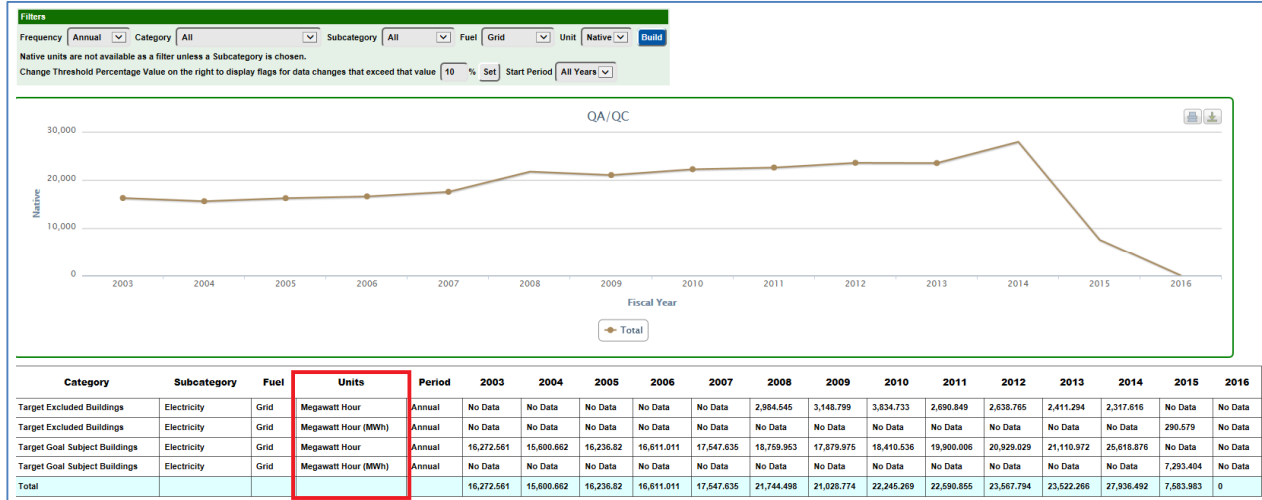 Filters
Frequency Annual Category All Subcategory All Fuel Grid Unit Native Build
Native units are not available as a filter unless a Subcategory is chosen.
Change Threshold Percentage Value on the right to display flags for data changes that exceed that value 10 % Set Start Period All Years
QA/QC
30,000
20,000
10,000
0
Native
2003 2004 2005 2006 2007 2008 2009 2010 2011 2012 2013 2014 2015 2016
Fiscal Year
Total
Category Subcategory Fuel Units Period 2003 2004 2005 2006 2007 2008 2009 2010 2011 2012 2013 2014 2015 2016
Target Excluded Buildings Electricity Grid Megawatt Hour Annual No Data No Data No Data No Data No Data 2,984.545 3,148.799 3,834.733 2,690.849 2,638.765 2,411.294 2,317.616 No Data No Data
Target Excluded Buildings Electricity Grid Megawatt Hour (MWh) Annual No Data No Data No Data No Data No Data No Data No Data No Data No Data No Data No Data No Data 290.579 No Data
Target Goal Subject Buildings Electricity Grid Megawatt Hour Annual 16,272.561 15,600.662 16,236.82 16,611.011 17,547.635 18,759.953 17,879.975 18,410.536 19,900.006 20,929.029 21,110.972 25,618.876 No Data No Data
Target Goal Subject Buildings Electricity Grid Megawatt Hour (MWh) Annual No Data No Data No Data No Data No Data No Data No Data No Data No Data No Data No Data No Data 7,293.404 No Data
Total 16,272.561 15,600.662 16,236.82 16,611.011 17,547.635 21,744.498 21,028.774 22,245.269 22,590.855 23,567.794 23,522.266 27,936.492 7,583.983 0